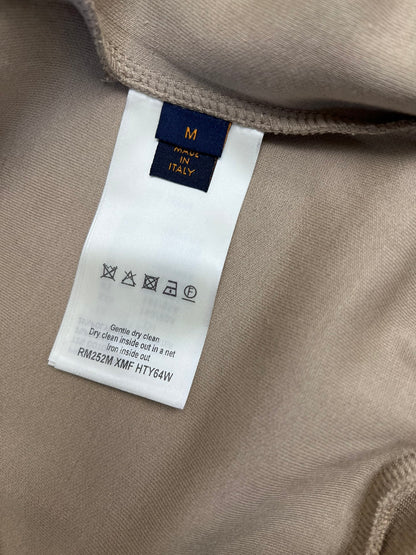 M
MADE
IN
ITALY
Gentle dry clean
Dry clean inside out in a net
Iron inside out
RM252M XMF HTY64W